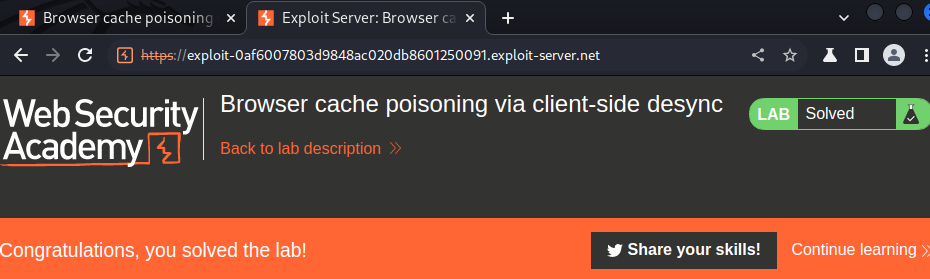 Browser cache poisoning
Exploit Server: Browser ca
https://exploit-0af6007803d9848ac020db8601250091.exploit-server.net
Web Security
Academy
Browser cache poisoning via client-side desync
Back to lab description
LAB
Solved
Congratulations, you solved the lab!
Share your skills!
Continue learning